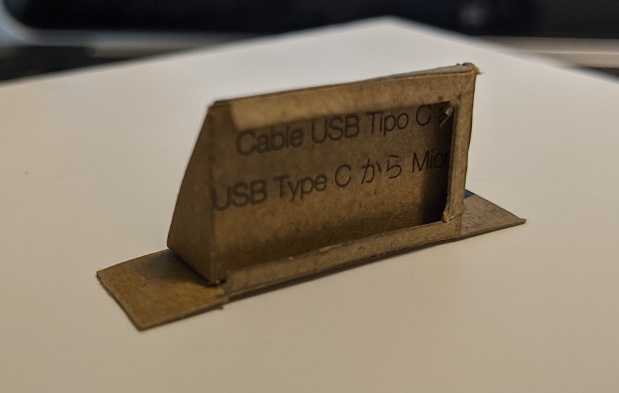 Cable USB Tipo C a
USB Type C から Mic